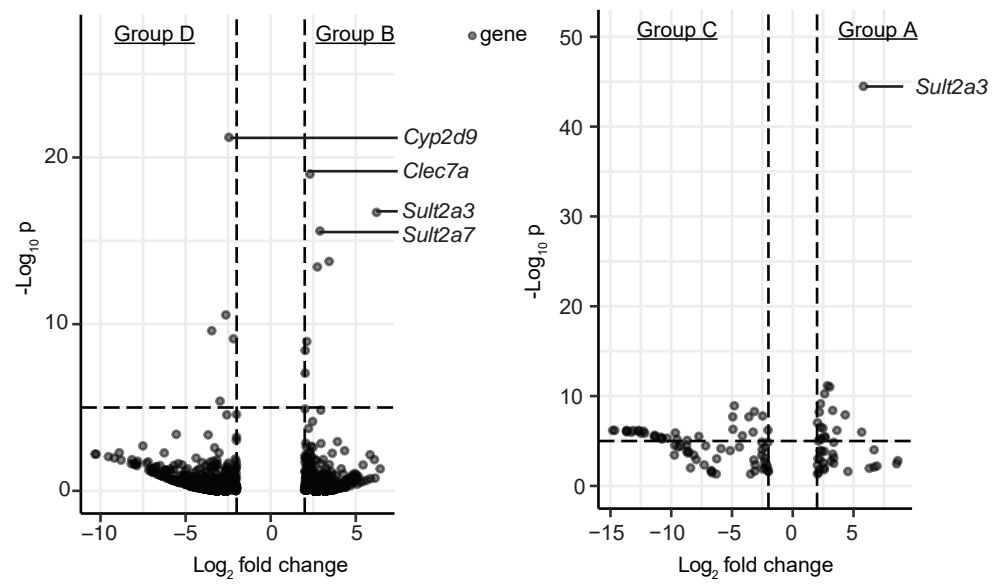 Group D
Group B
gene
Cyp2d9
Clec7a
Sult2a3
Sult2a7
20
10
0
-Log10 p
−10
−5
0
5
Log2 fold change
Group C
Group A
Sult2a3
50
40
30
20
10
0
-Log10 p
−15
−10
−5
0
5
Log2 fold change